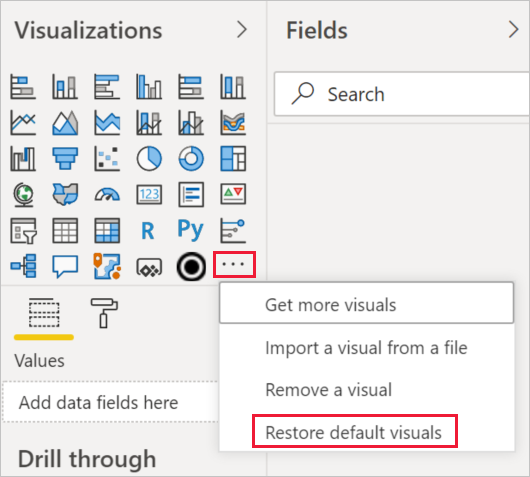 Visualizations
Fields
Search
123
R
Py
...
Get more visuals
Import a visual from a file
Remove a visual
Restore default visuals
Values
Add data fields here
Drill through